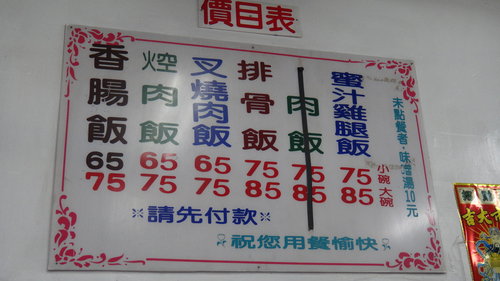 價目表
香腸飯 65 75
焢肉飯 65 75
叉燒肉飯 65 75
排骨飯 75 85
肉飯 75 85
蜜汁雞腿飯 75 85
小碗 大碗
未點餐者，味噌湯10元
※請先付款※
祝您用餐愉快